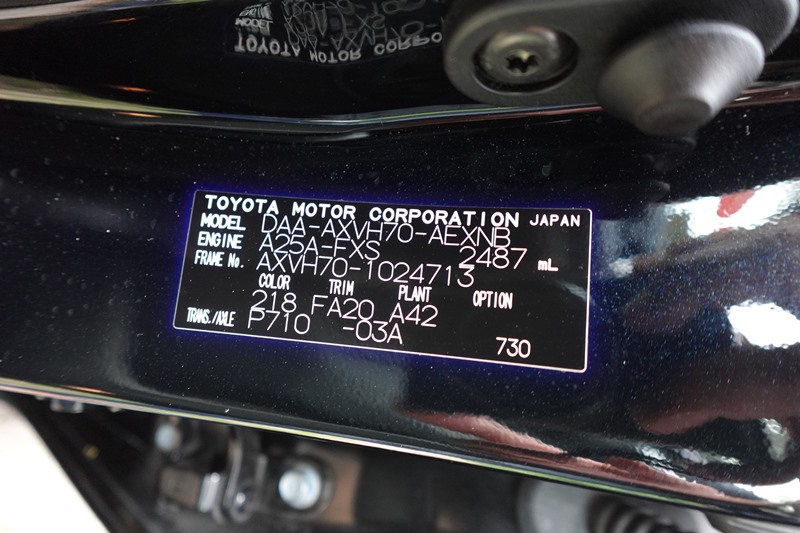 TOYOTA MOTOR CORPORATION JAPAN
MODEL DAA-AXVH70-AEXNB
ENGINE A25A-FXS 2487 mL
FRAME No. AXVH70-1024713
COLOR TRIM PLANT OPTION
218 FA20 A42
TRANS./AXLE P710 -03A
730